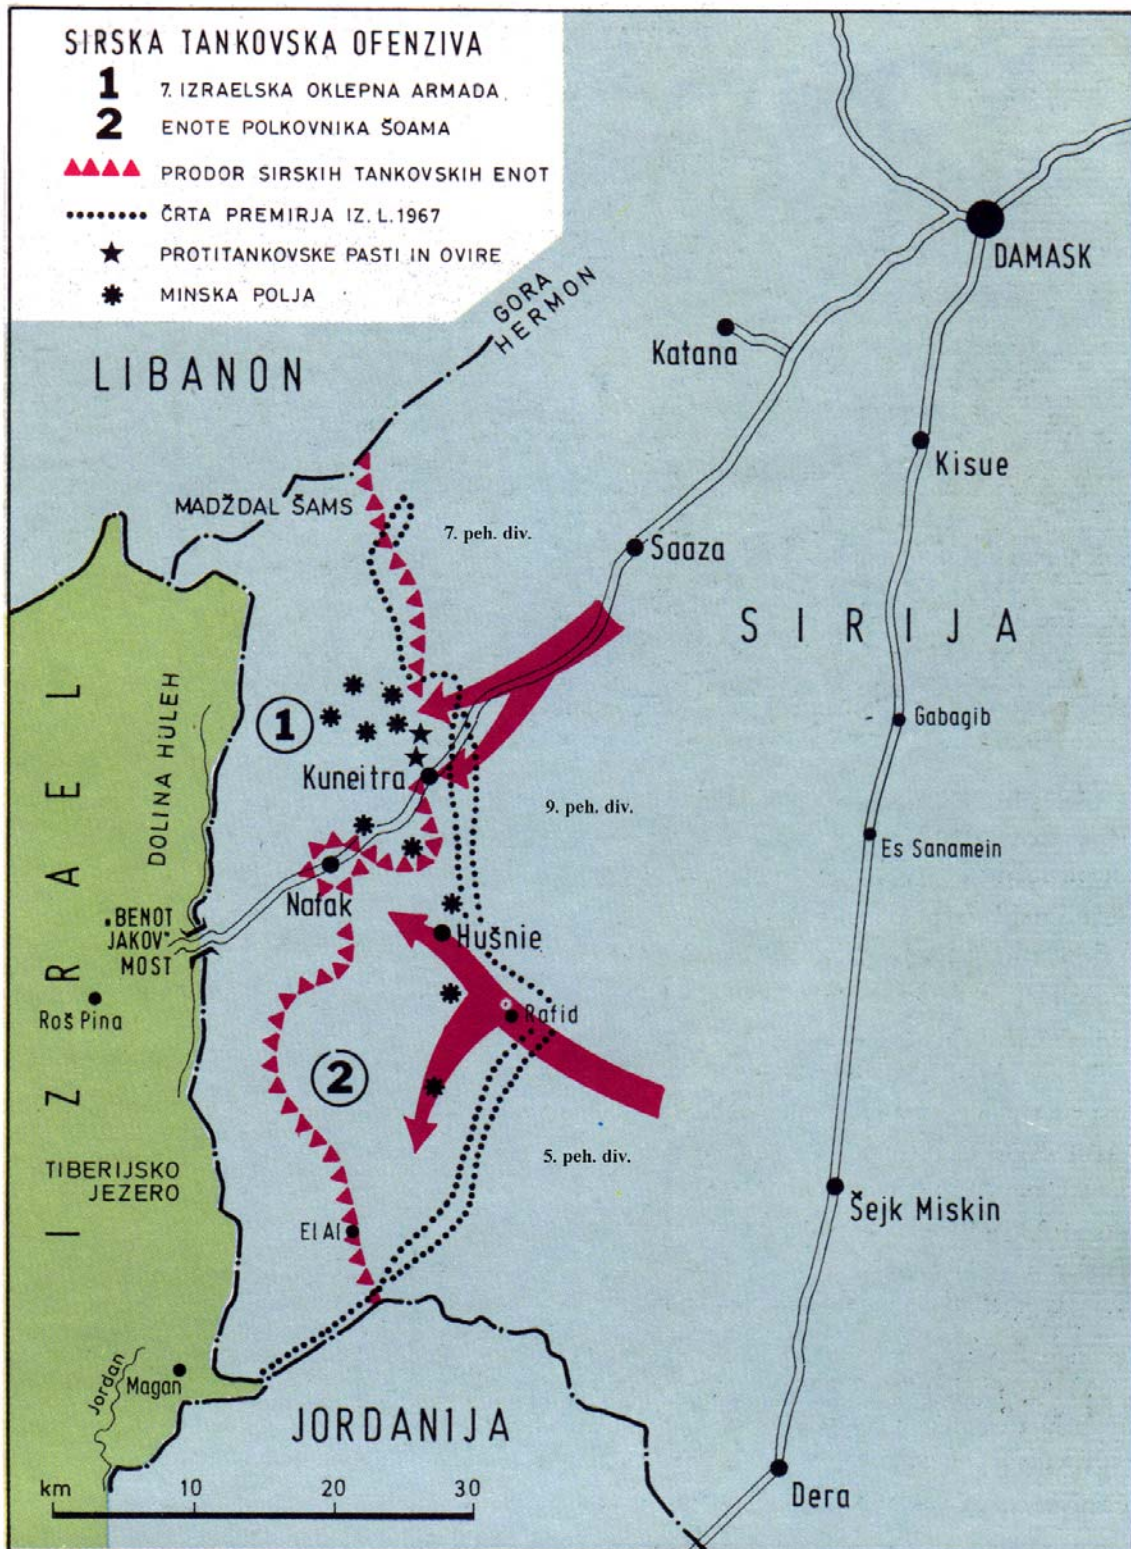 SIRSKA TANKOVSKA OFENZIVA
1 7. IZRAELSKA OKLEPNA ARMADA
2 ENOTE POLKOVNIKA ŠOAMA
PRODOR SIRSKIH TANKOVSKIH ENOT
ČRTA PREMIRJA IZ. L. 1967
PROTITANKOVSKE PASTI IN OVIRE
MINSKA POLJA
DAMASK
GORA
HERMON
Katana
LIBANON
Kisue
MADŽDAL ŠAMS
7. peh. div.
Saaza
SIRIJA
IZRAEL
DOLINA HULEH
1
Gabagib
Kuneitra
9. peh. div.
Es Sanamein
Nafak
"BENOT
JAKOV"
MOST
Hušnie
Roš Pina
Rafid
2
5. peh. div.
TIBERIJSKO
JEZERO
Šejk Miskin
El Al
Jordan
Magan
JORDANIJA
km 10 20 30
Dera